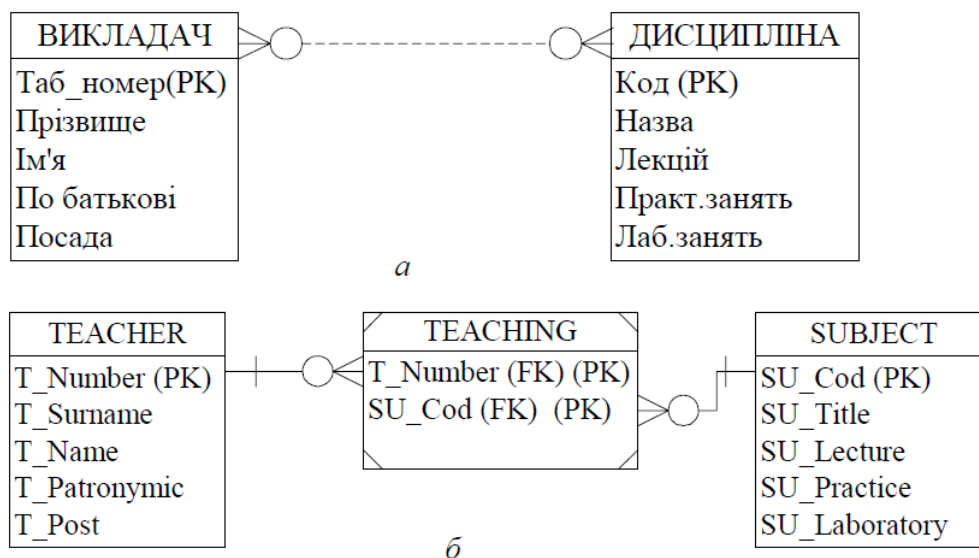 ВИКЛАДАЧ
Таб_номер(PK)
Прізвище
Ім'я
По батькові
Посада
ДИСЦИПЛІНА
Код (PK)
Назва
Лекцій
Практ.занять
Лаб.занять
а
TEACHER
T_Number (PK)
T_Surname
T_Name
T_Patronymic
T_Post
TEACHING
T_Number (FK) (PK)
SU_Cod (FK) (PK)
SUBJECT
SU_Cod (PK)
SU_Title
SU_Lecture
SU_Practice
SU_Laboratory
б